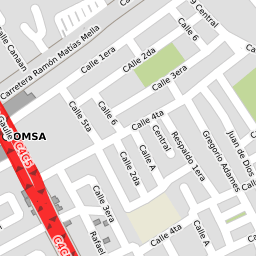 Calle Canaan
Carretera Ramón Matías Mella
Calle 1era
CAlle 2da
Calle 6
Central
Calle 3era
Calle 5ta
Calle 6
Calle 4ta
OMSA
C4C5
Calle 2da
Calle A
Central
Respaldo 1era
Gregorio Adames
Juan de Dios
Calle 3era
Rafael
Calle 4ta
Calle A